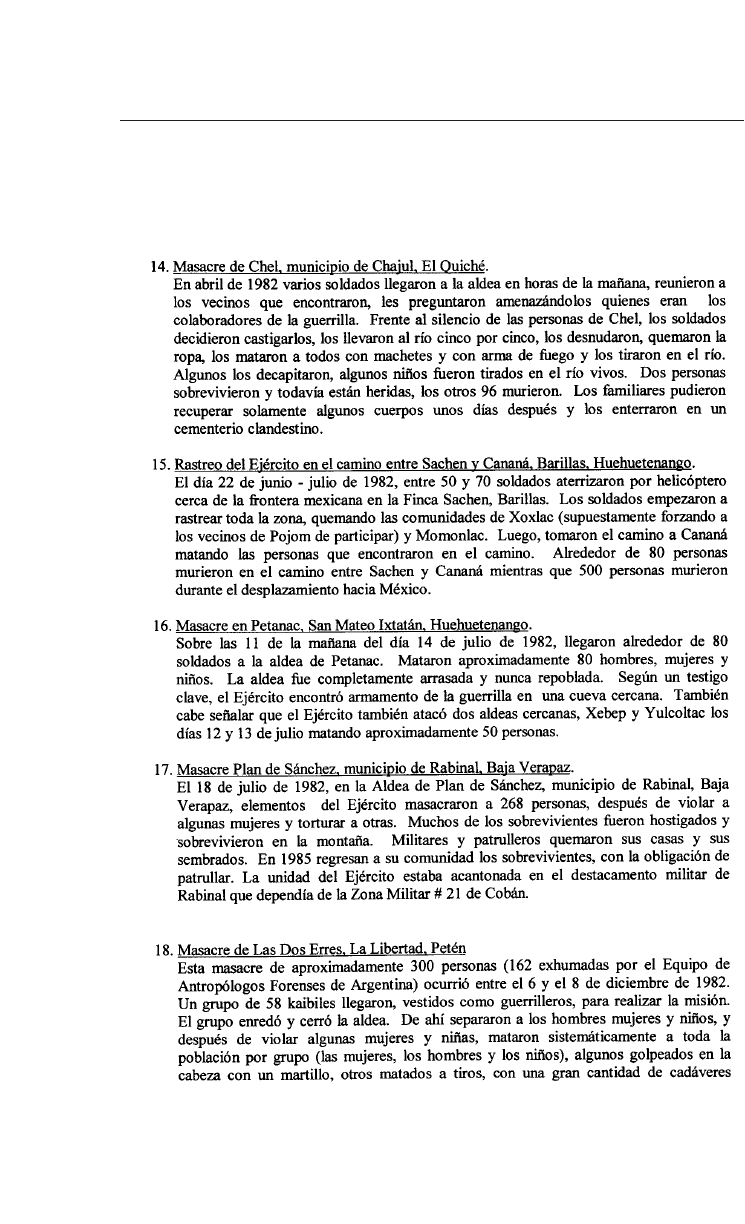 14. Masacre de Chel, municipio de Chajul, El Quiché.
En abril de 1982 varios soldados llegaron a la aldea en horas de la mañana, reunieron a
los vecinos que encontraron, les preguntaron amenazándolos quienes eran los
colaboradores de la guerrilla. Frente al silencio de las personas de Chel, los soldados
decidieron castigarlos, los llevaron al río cinco por cinco, los desnudaron, quemaron la
ropa, los mataron a todos con machetes y con arma de fuego y los tiraron en el río.
Algunos los decapitaron, algunos niños fueron tirados en el río vivos. Dos personas
sobrevivieron y todavía están heridas, los otros 96 murieron. Los familiares pudieron
recuperar solamente algunos cuerpos unos días después y los enterraron en un
cementerio clandestino.
15. Rastreo del Ejército en el camino entre Sachen y Cananá, Barillas, Huehuetenango.
El día 22 de junio - julio de 1982, entre 50 y 70 soldados aterrizaron por helicóptero
cerca de la frontera mexicana en la Finca Sachen, Barillas. Los soldados empezaron a
rastrear toda la zona, quemando las comunidades de Xoxlac (supuestamente forzando a
los vecinos de Pojom de participar) y Momonlac. Luego, tomaron el camino a Cananá
matando las personas que encontraron en el camino. Alrededor de 80 personas
murieron en el camino entre Sachen y Cananá mientras que 500 personas murieron
durante el desplazamiento hacia México.
16. Masacre en Petanac, San Mateo Ixtatán, Huehuetenango.
Sobre las 11 de la mañana del día 14 de julio de 1982, llegaron alrededor de 80
soldados a la aldea de Petanac. Mataron aproximadamente 80 hombres, mujeres y
niños. La aldea fue completamente arrasada y nunca repoblada. Según un testigo
clave, el Ejército encontró armamento de la guerrilla en una cueva cercana. También
cabe señalar que el Ejército también atacó dos aldeas cercanas, Xebep y Yulcoltac los
días 12 y 13 de julio matando aproximadamente 50 personas.
17. Masacre Plan de Sánchez, municipio de Rabinal, Baja Verapaz.
El 18 de julio de 1982, en la Aldea de Plan de Sánchez, municipio de Rabinal, Baja
Verapaz, elementos del Ejército masacraron a 268 personas, después de violar a
algunas mujeres y torturar a otras. Muchos de los sobrevivientes fueron hostigados y
sobrevivieron en la montaña. Militares y patrulleros quemaron sus casas y sus
sembrados. En 1985 regresan a su comunidad los sobrevivientes, con la obligación de
patrullar. La unidad del Ejército estaba acantonada en el destacamento militar de
Rabinal que dependía de la Zona Militar # 21 de Cobán.
18. Masacre de Las Dos Erres, La Libertad, Petén
Esta masacre de aproximadamente 300 personas (162 exhumadas por el Equipo de
Antropólogos Forenses de Argentina) ocurrió entre el 6 y el 8 de diciembre de 1982.
Un grupo de 58 kaibiles llegaron, vestidos como guerrilleros, para realizar la misión.
El grupo enredó y cerró la aldea. De ahí separaron a los hombres mujeres y niños, y
después de violar algunas mujeres y niñas, mataron sistemáticamente a toda la
población por grupo (las mujeres, los hombres y los niños), algunos golpeados en la
cabeza con un martillo, otros matados a tiros, con una gran cantidad de cadáveres